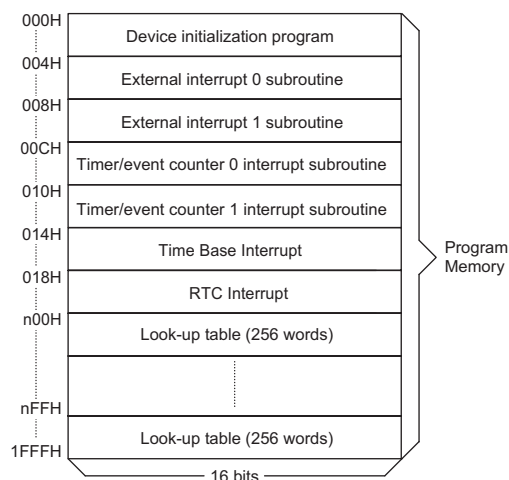 000H
Device initialization program
004H
External interrupt 0 subroutine
008H
External interrupt 1 subroutine
00CH
Timer/event counter 0 interrupt subroutine
010H
Timer/event counter 1 interrupt subroutine
014H
Time Base Interrupt
018H
RTC Interrupt
n00H
Look-up table (256 words)
nFFH
Look-up table (256 words)
1FFFH
16 bits
Program
Memory